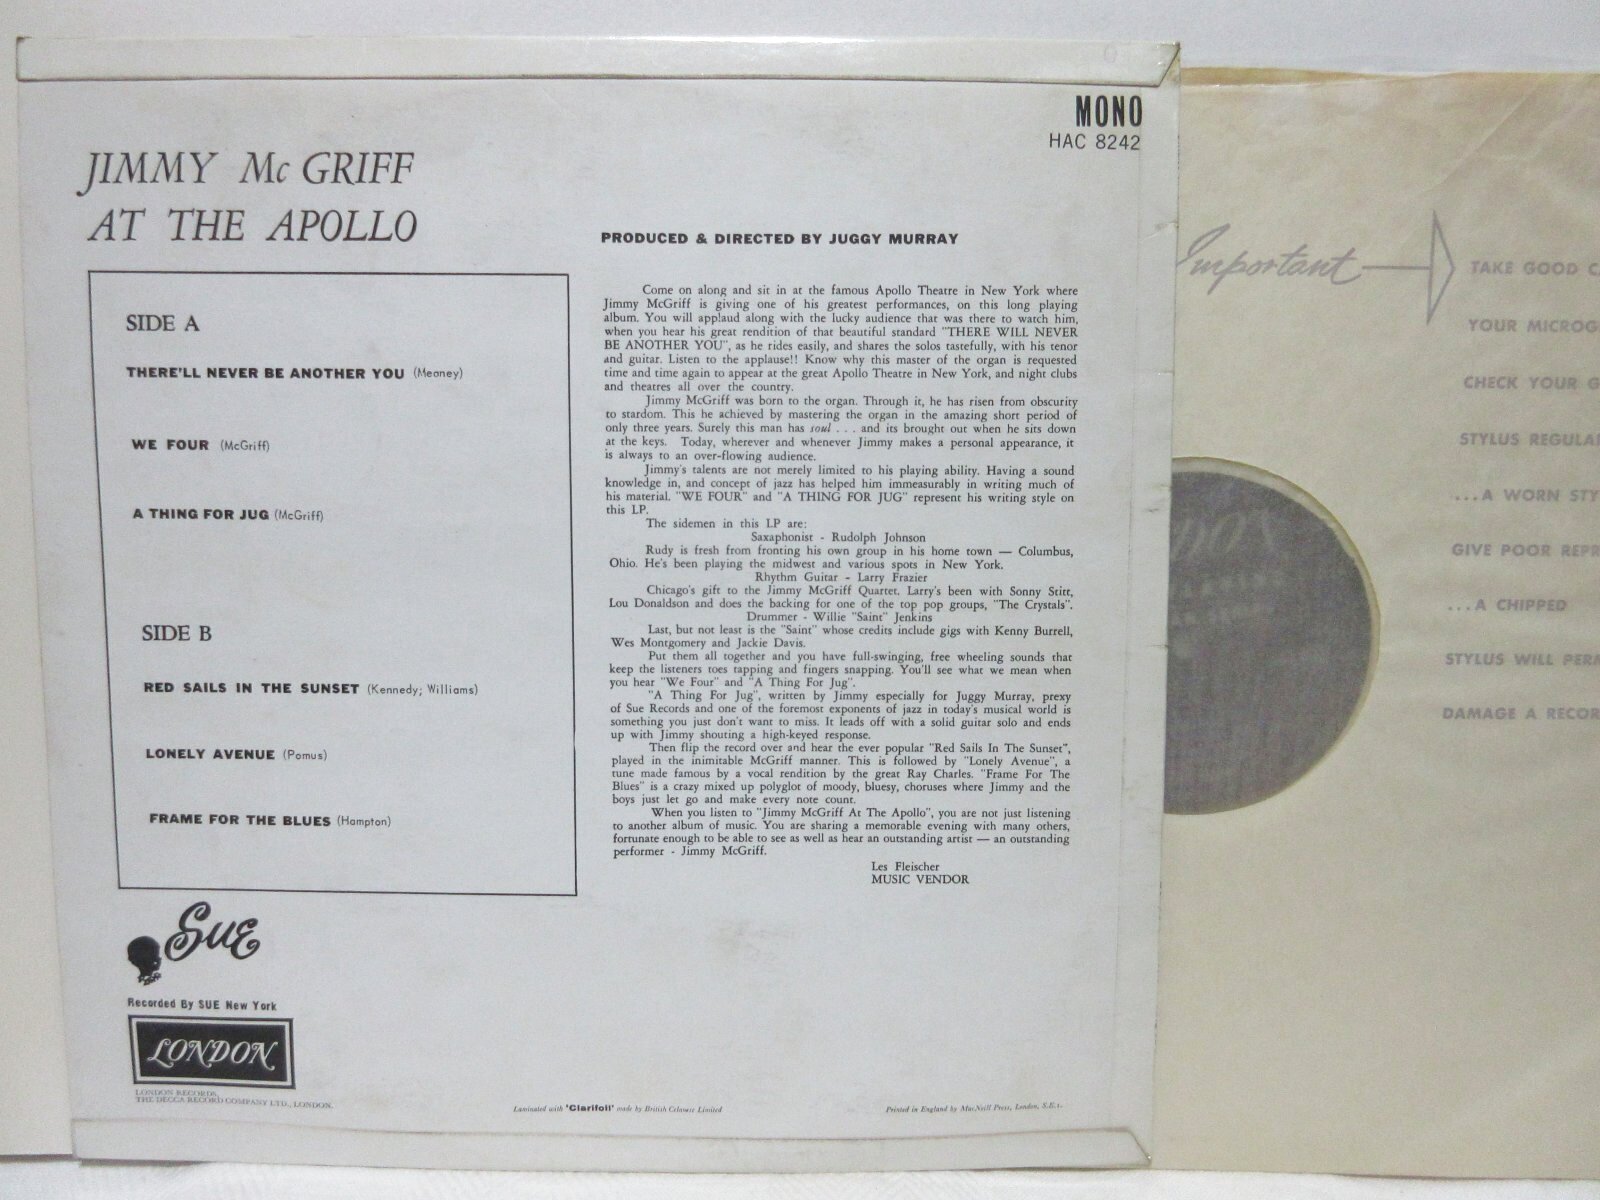 MONO
HAC 8242
JIMMY Mc GRIFF
AT THE APOLLO
SIDE A
THERE'LL NEVER BE ANOTHER YOU (Meaney)
WE FOUR (McGriff)
A THING FOR JUG (McGriff)
SIDE B
RED SAILS IN THE SUNSET (Kennedy; Williams)
LONELY AVENUE (Pomus)
FRAME FOR THE BLUES (Hampton)
PRODUCED & DIRECTED BY JUGGY MURRAY
Come on along and sit in at the famous Apollo Theatre in New York where
Jimmy McGriff is giving one of his greatest performances, on this long playing
album. You will applaud along with the lucky audience that was there to watch him,
when you hear his great rendition of that beautiful standard "THERE WILL NEVER
BE ANOTHER YOU", as he rides easily, and shares the solos tastefully, with his tenor
and guitar. Listen to the applause!! Know why this master of the organ is requested
time and time again to appear at the great Apollo Theatre in New York, and night clubs
and theatres all over the country.
Jimmy McGriff was born to the organ. Through it, he has risen from obscurity
to stardom. This he achieved by mastering the organ in the amazing short period of
only three years. Surely this man has soul . . . and its brought out when he sits down
at the keys. Today, wherever and whenever Jimmy makes a personal appearance, it
is always to an over-flowing audience.
Jimmy's talents are not merely limited to his playing ability. Having a sound
knowledge in, and concept of jazz has helped him immeasurably in writing much of
his material. "WE FOUR" and "A THING FOR JUG" represent his writing style on
this LP.
The sidemen in this LP are:
Saxaphonist - Rudolph Johnson
Rudy is fresh from fronting his own group in his home town — Columbus,
Ohio. He's been playing the midwest and various spots in New York.
Rhythm Guitar - Larry Frazier
Chicago's gift to the Jimmy McGriff Quartet. Larry's been with Sonny Stitt,
Lou Donaldson and does the backing for one of the top pop groups, "The Crystals".
Drummer - Willie "Saint" Jenkins
Last, but not least is the "Saint" whose credits include gigs with Kenny Burrell,
Wes Montgomery and Jackie Davis.
Put them all together and you have full-swinging, free wheeling sounds that
keep the listeners toes tapping and fingers snapping. You'll see what we mean when
you hear "We Four" and "A Thing For Jug".
"A Thing For Jug", written by Jimmy especially for Juggy Murray, prexy
of Sue Records and one of the foremost exponents of jazz in today's musical world is
something you just don't want to miss. It leads off with a solid guitar solo and ends
up with Jimmy shouting a high-keyed response.
Then flip the record over and hear the ever popular "Red Sails In The Sunset",
played in the inimitable McGriff manner. This is followed by "Lonely Avenue", a
tune made famous by a vocal rendition by the great Ray Charles. "Frame For The
Blues" is a crazy mixed up polyglot of moody, bluesy, choruses where Jimmy and the
boys just let go and make every note count.
When you listen to "Jimmy McGriff At The Apollo", you are not just listening
to another album of music. You are sharing a memorable evening with many others,
fortunate enough to be able to see as well as hear an outstanding artist — an outstanding
performer - Jimmy McGriff.
Les Fleischer
MUSIC VENDOR
Sue
Recorded By SUE New York
LONDON
LONDON RECORDS,
THE DECCA RECORD COMPANY LTD., LONDON.
Laminated with 'Clarifoil' made by British Celanese Limited
Printed in England by MacNeill Press, London, S.E.1.
Important
TAKE GOOD
YOUR
CHECK YOUR
STYLUS
...A WORN
GIVE POOR
...A CHIPPED
STYLUS WILL
DAMAGE A